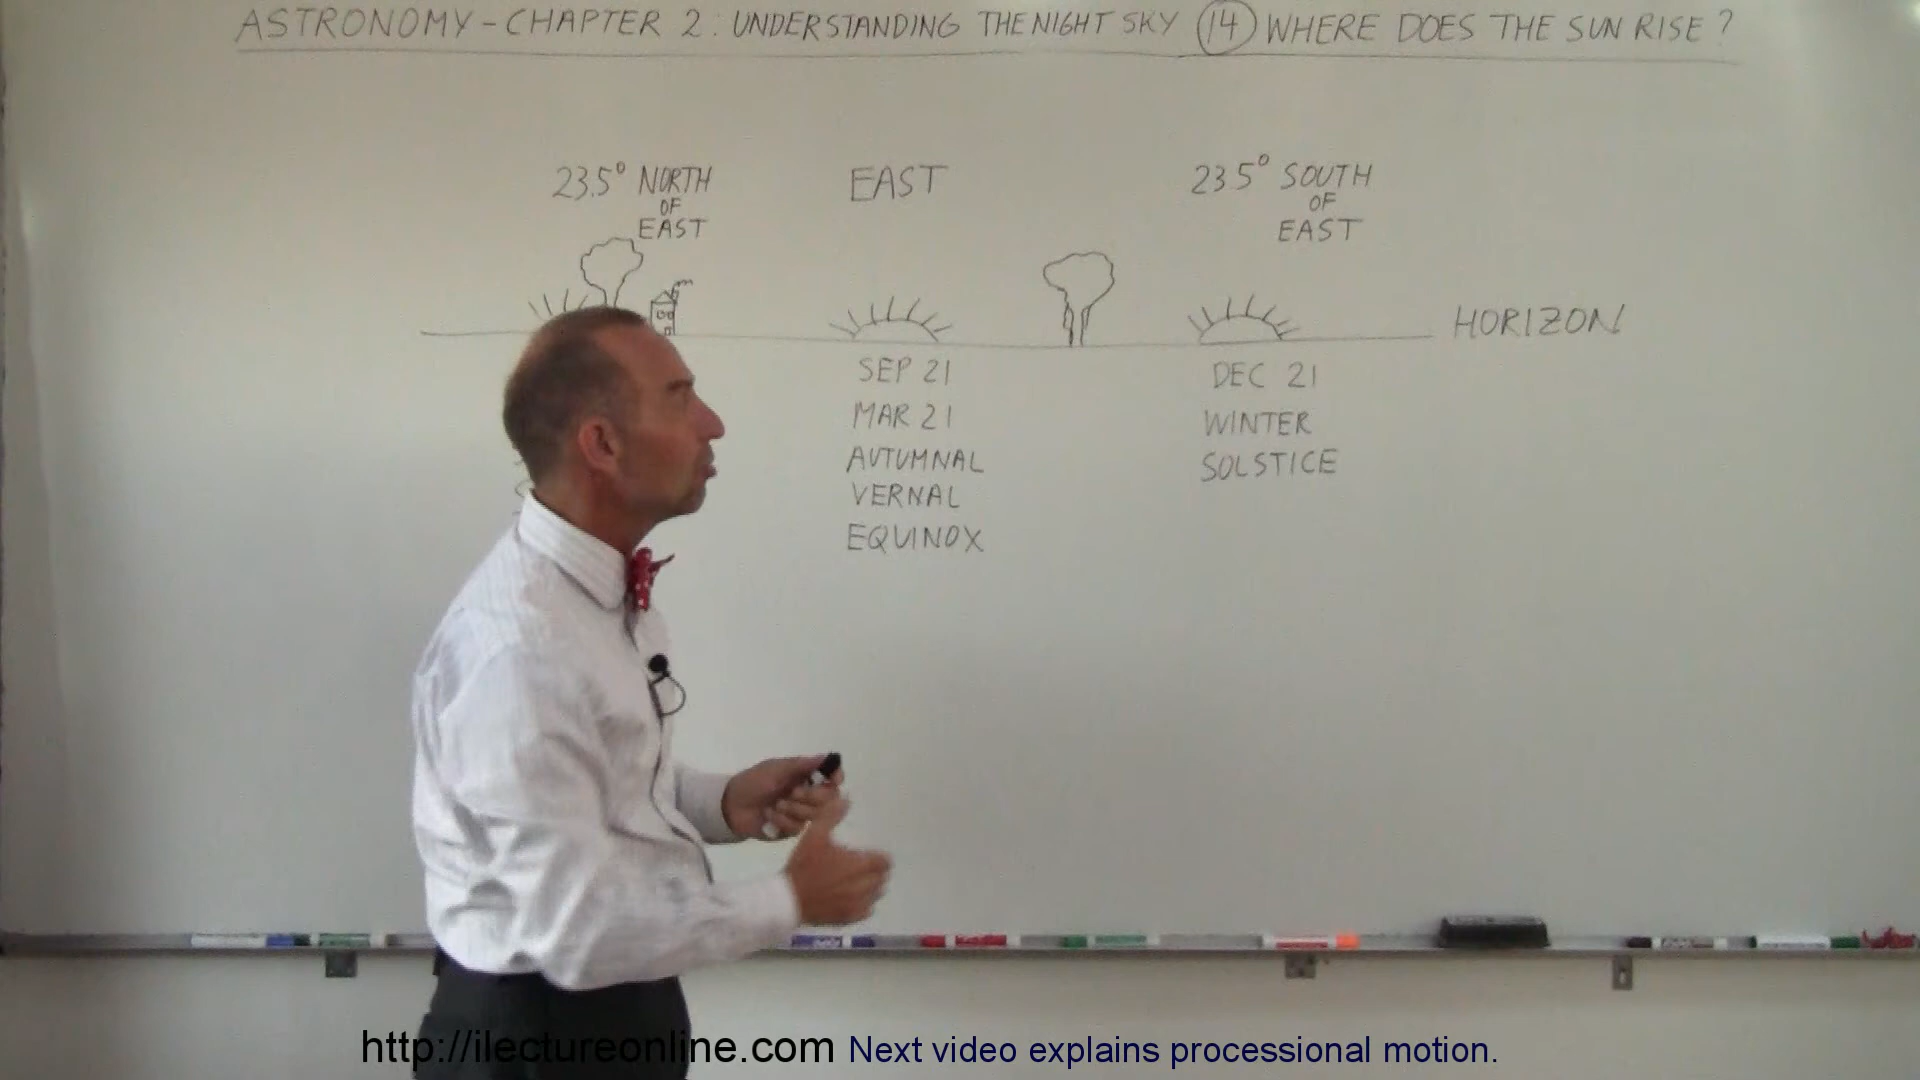 ASTRONOMY - CHAPTER 2: UNDERSTANDING THE NIGHT SKY 14 WHERE DOES THE SUN RISE?
23.5° NORTH
OF
EAST
EAST
23.5° SOUTH
OF
EAST
HORIZON
SEP 21
MAR 21
AUTUMNAL
VERNAL
EQUINOX
DEC 21
WINTER
SOLSTICE
http://ilectureonline.com Next video explains processional motion.